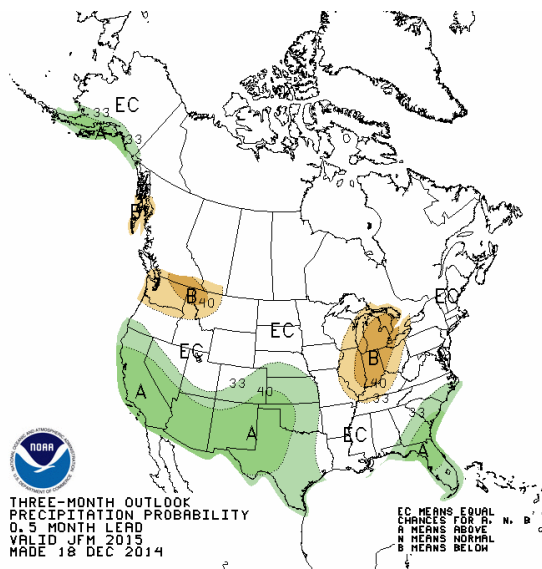 EC
33
A
33
B
B
40
EC
EC
EC
33
40
B
40
33
A
A
33
EC
A
NOAA
THREE-MONTH OUTLOOK
PRECIPITATION PROBABILITY
0.5 MONTH LEAD
VALID JFM 2015
MADE 18 DEC 2014
EC MEANS EQUAL
CHANCES FOR A, N, B
A MEANS ABOVE
N MEANS NORMAL
B MEANS BELOW